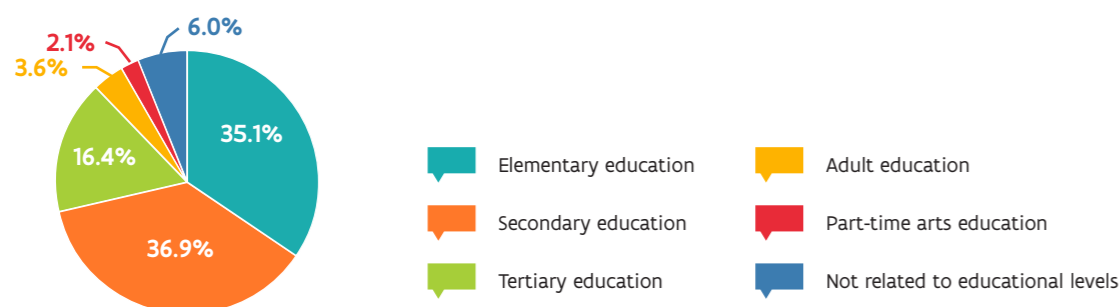 6.0%
2.1%
3.6%
35.1%
16.4%
36.9%
Elementary education
Adult education
Secondary education
Part-time arts education
Tertiary education
Not related to educational levels